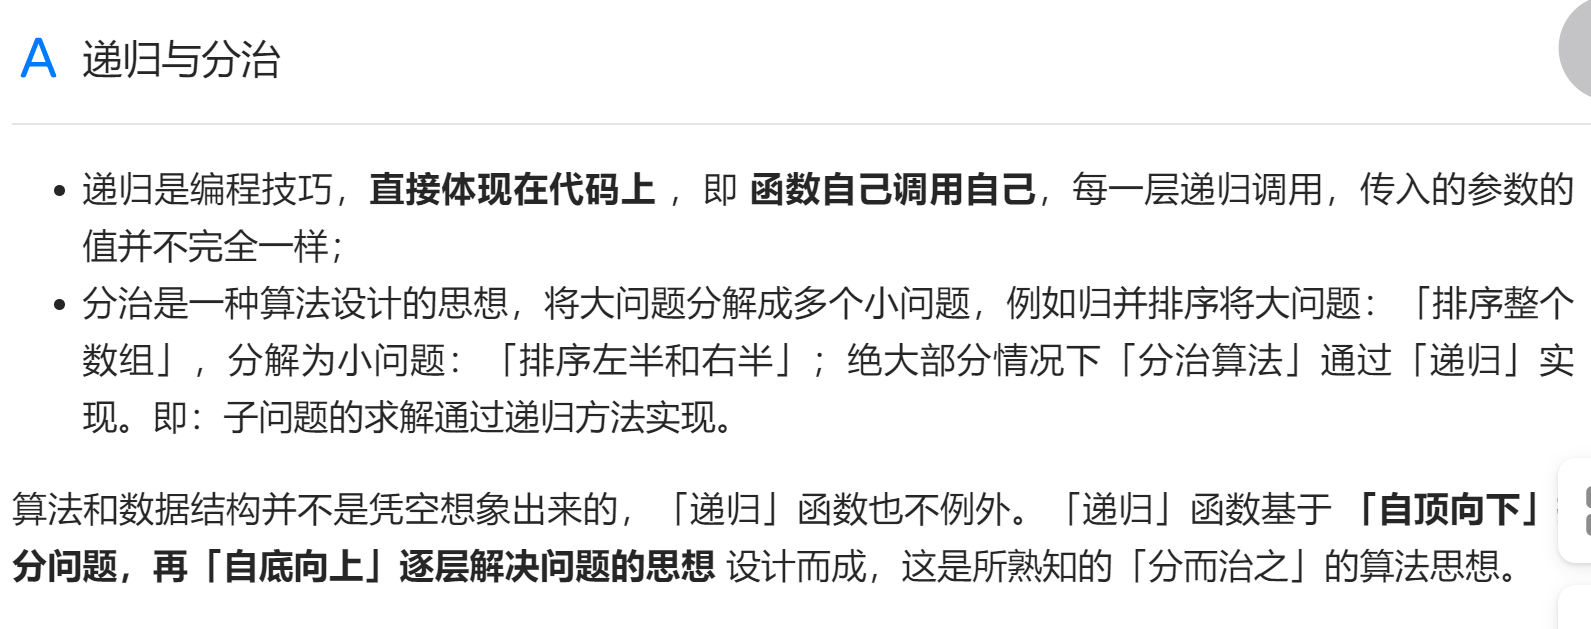 A 递归与分治
• 递归是编程技巧，直接体现在代码上 ，即 函数自己调用自己，每一层递归调用，传入的参数的
值并不完全一样；
• 分治是一种算法设计的思想，将大问题分解成多个小问题，例如归并排序将大问题：「排序整个
数组」，分解为小问题：「排序左半和右半」；绝大部分情况下「分治算法」通过「递归」实
现。即：子问题的求解通过递归方法实现。
算法和数据结构并不是凭空想象出来的，「递归」函数也不例外。「递归」函数基于 「自顶向下」
分问题，再「自底向上」逐层解决问题的思想 设计而成，这是所熟知的「分而治之」的算法思想。